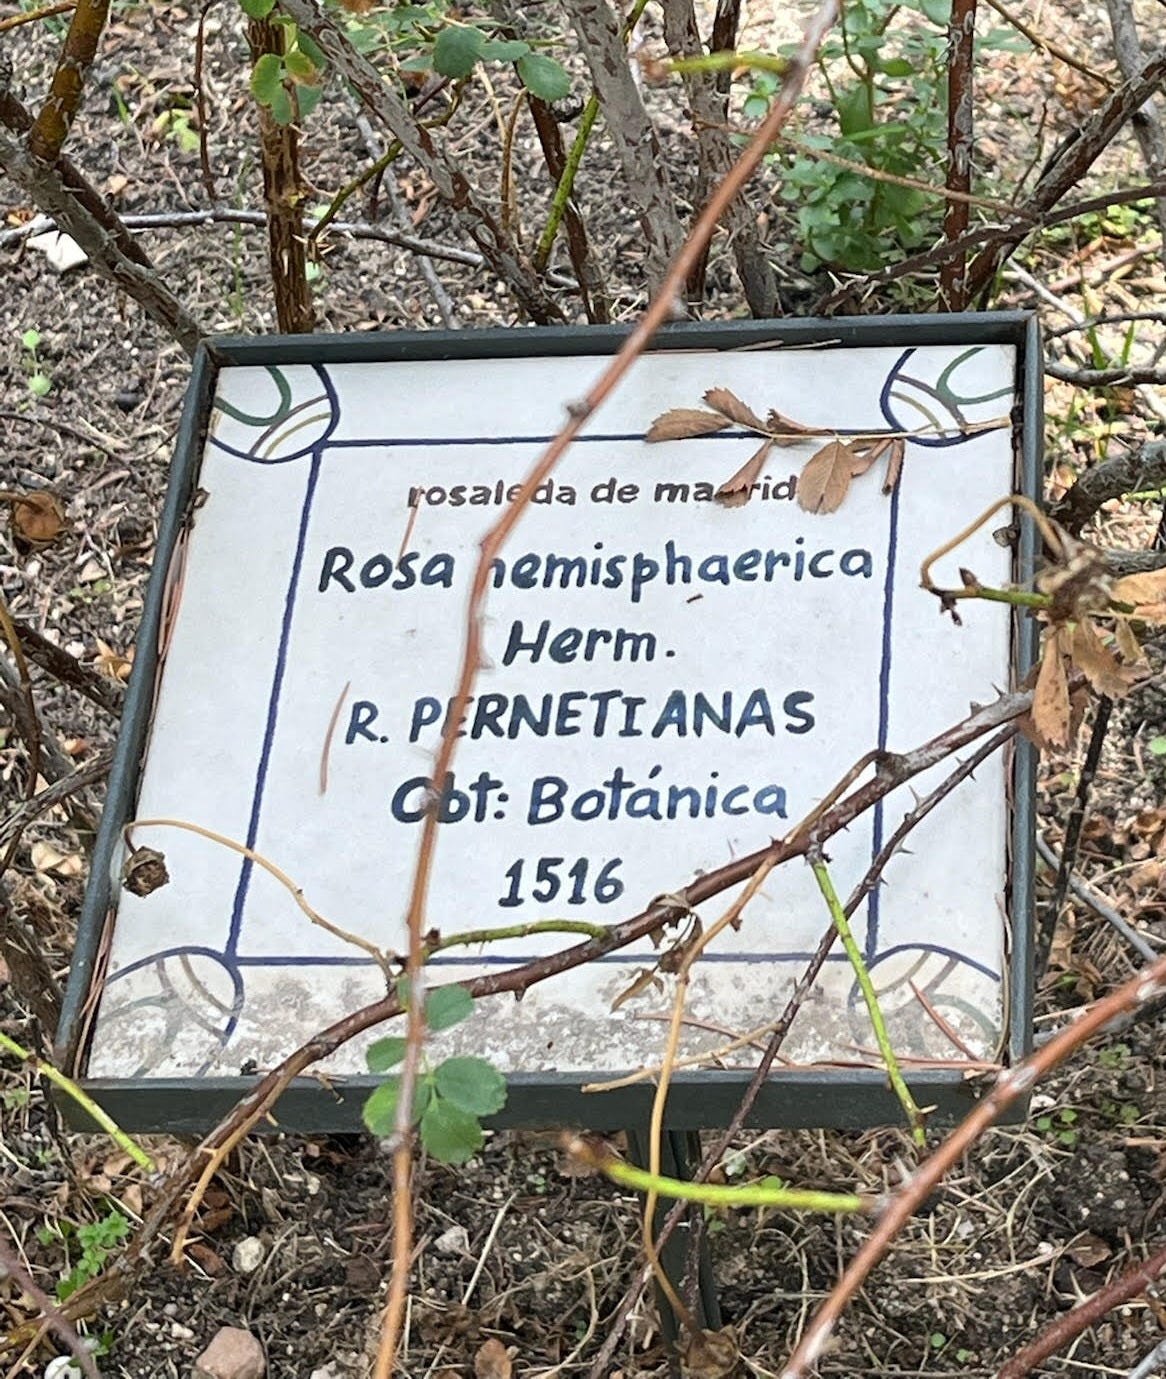 rosaleda de madrid
Rosa hemisphaerica
Herm.
R. PERNETIANAS
Obt: Botánica
1516